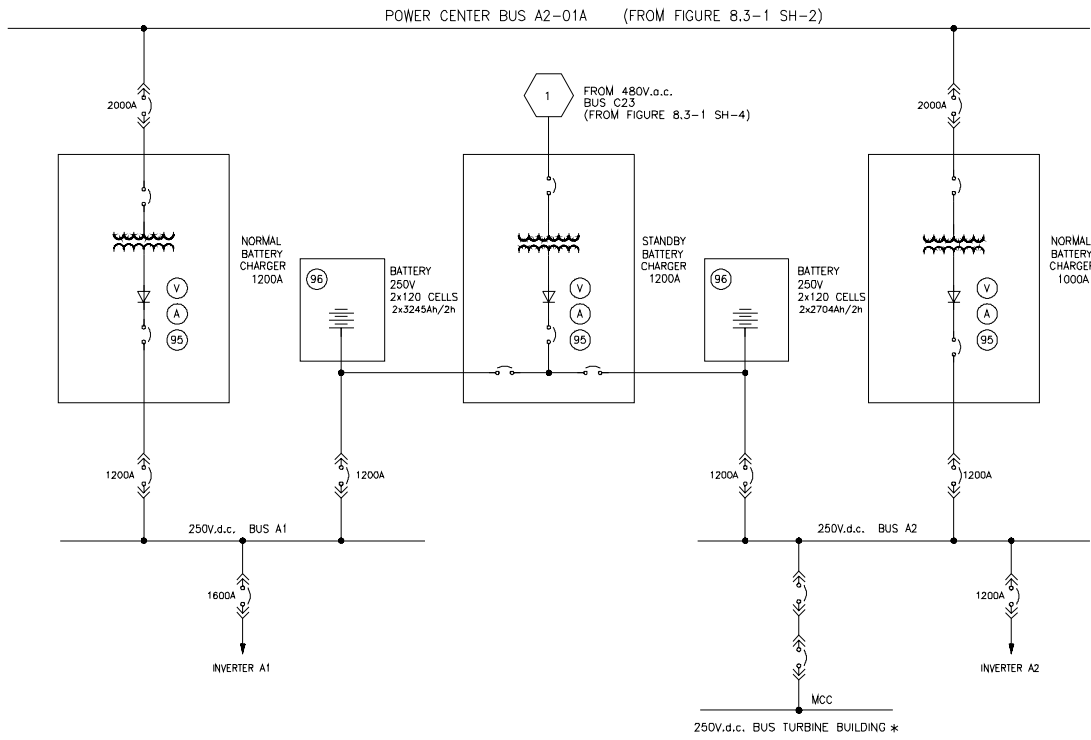 POWER CENTER BUS A2-01A (FROM FIGURE 8.3-1 SH-2)
2000A
1
FROM 480V.a.c.
BUS C23
(FROM FIGURE 8.3-1 SH-4)
2000A
NORMAL
BATTERY
CHARGER
1200A
V
A
95
96
BATTERY
250V
2x120 CELLS
2x3245Ah/2h
STANDBY
BATTERY
CHARGER
1200A
V
A
95
96
BATTERY
250V
2x120 CELLS
2x2704Ah/2h
NORMAL
BATTERY
CHARGER
1000A
V
A
95
1200A
1200A
1200A
1200A
250V.d.c. BUS A1
250V.d.c. BUS A2
1600A
1200A
INVERTER A1
INVERTER A2
MCC
250V.d.c. BUS TURBINE BUILDING *